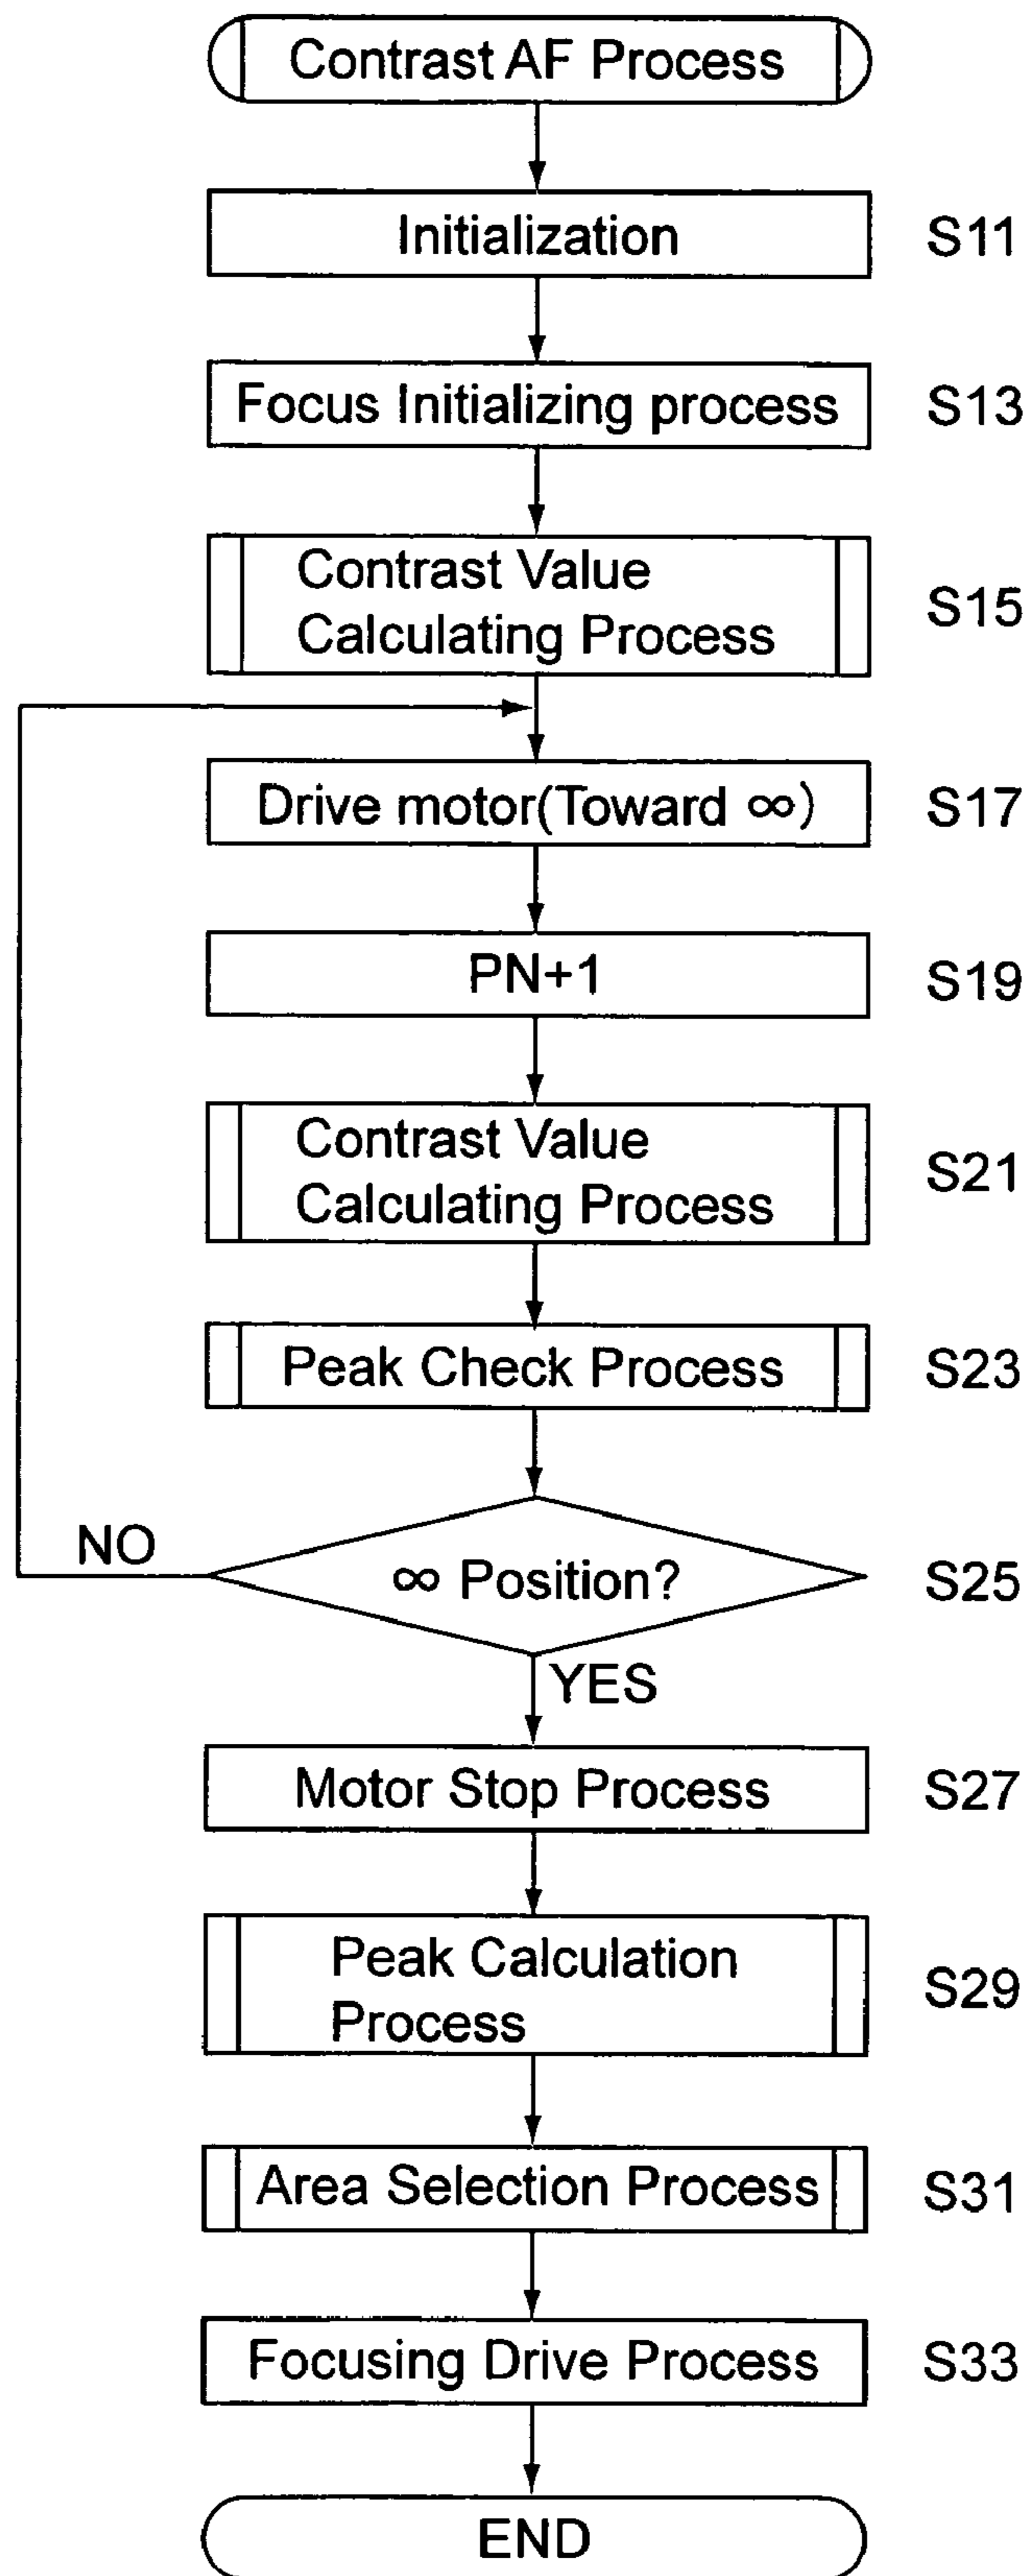 Contrast AF Process
Initialization S11
Focus Initializing process S13
Contrast Value
Calculating Process S15
Drive motor(Toward ∞) S17
PN+1 S19
Contrast Value
Calculating Process S21
Peak Check Process S23
NO
∞ Position? S25
YES
Motor Stop Process S27
Peak Calculation
Process S29
Area Selection Process S31
Focusing Drive Process S33
END